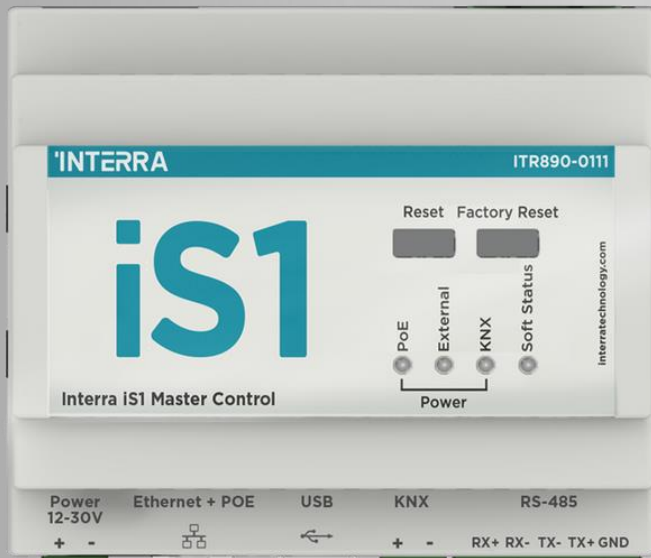 INTERRA
ITR890-0111
Reset Factory Reset
iS1
PoE
External
KNX
Soft Status
Power
Interra iS1 Master Control
interratechnology.com
Power Ethernet + POE USB KNX RS-485
12-30V
+ - + - RX+ RX- TX- TX+ GND